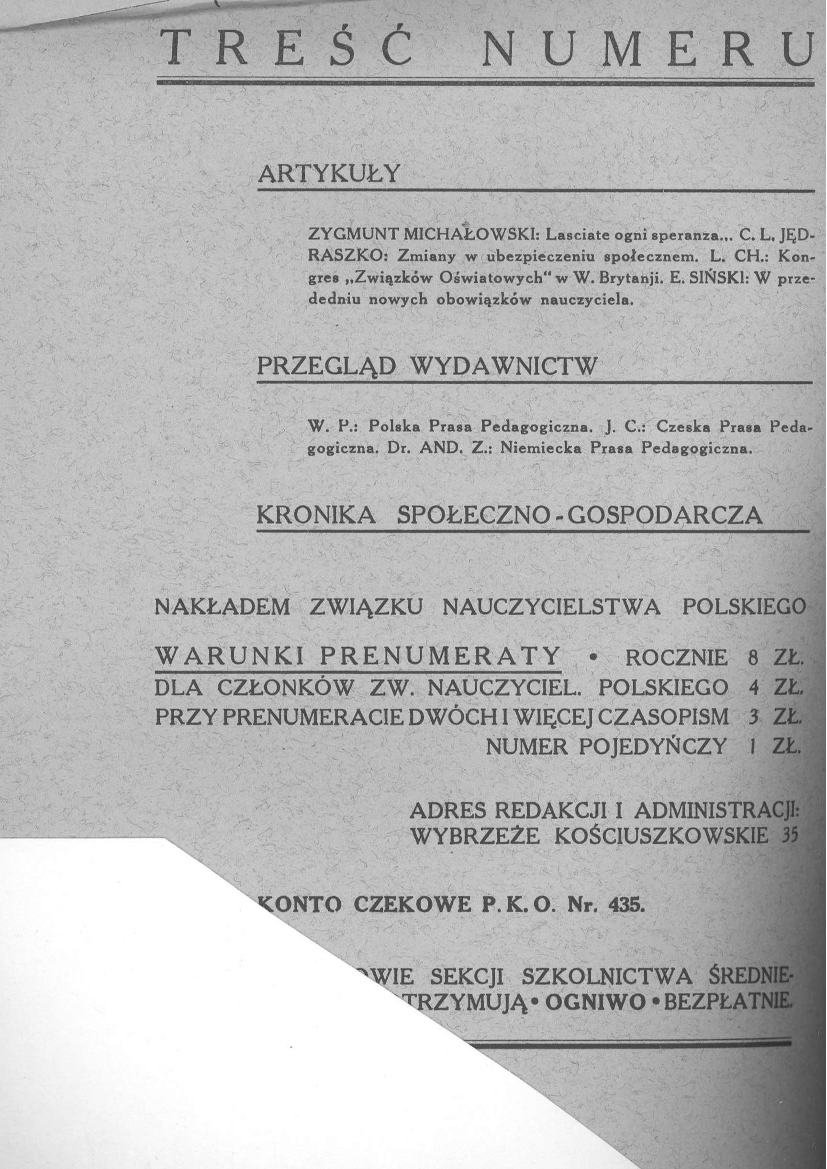 TREŚĆ NUMERU
ARTYKUŁY
ZYGMUNT MICHAŁOWSKI: Lasciate ogni speranza... C. L. JĘD-
RASZKO: Zmiany w ubezpieczeniu społecznem. L. CH.: Kon-
gres „Związków Oświatowych" w W. Brytanji. E. SIŃSKI: W prze-
dedniu nowych obowiązków nauczyciela.
PRZEGLĄD WYDAWNICTW
W. P.: Polska Prasa Pedagogiczna. J. C.: Czeska Prasa Peda-
gogiczna. Dr. AND. Z.: Niemiecka Prasa Pedagogiczna.
KRONIKA SPOŁECZNO-GOSPODARCZA
NAKŁADEM ZWIĄZKU NAUCZYCIELSTWA POLSKIEGO
WARUNKI PRENUMERATY • ROCZNIE 8 ZŁ.
DLA CZŁONKÓW ZW. NAUCZYCIEL. POLSKIEGO 4 ZŁ.
PRZY PRENUMERACIE DWÓCH I WIĘCEJ CZASOPISM 3 ZŁ.
NUMER POJEDYŃCZY 1 ZŁ.
ADRES REDAKCJI I ADMINISTRACJI:
WYBRZEŻE KOŚCIUSZKOWSKIE 35
KONTO CZEKOWE P. K. O. Nr. 435.
OWIE SEKCJI SZKOLNICTWA ŚREDNIE-
TRZYMUJĄ • OGNIWO • BEZPŁATNIE.